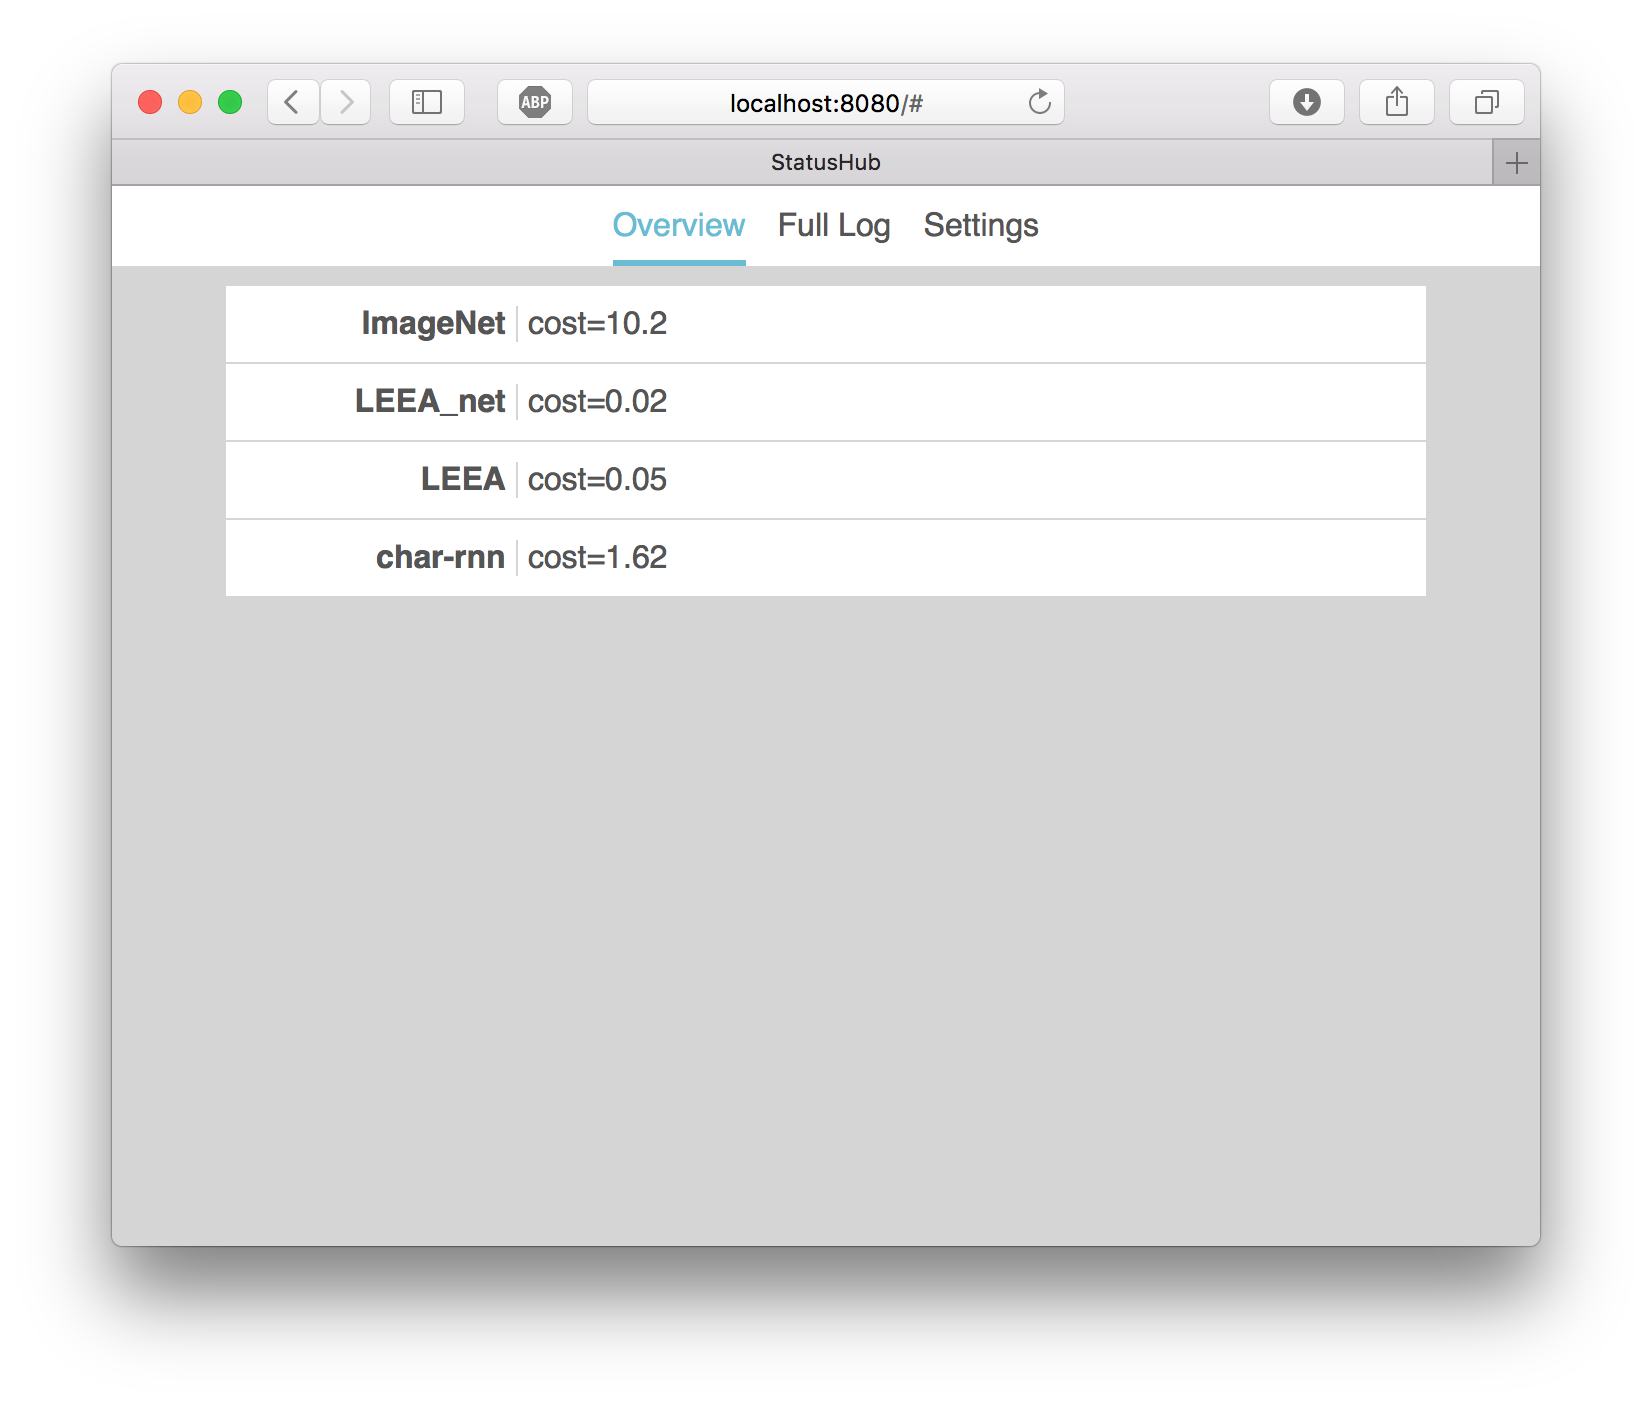 ABP
localhost:8080/#
StatusHub
Overview Full Log Settings
ImageNet cost=10.2
LEEA_net cost=0.02
LEEA cost=0.05
char-rnn cost=1.62